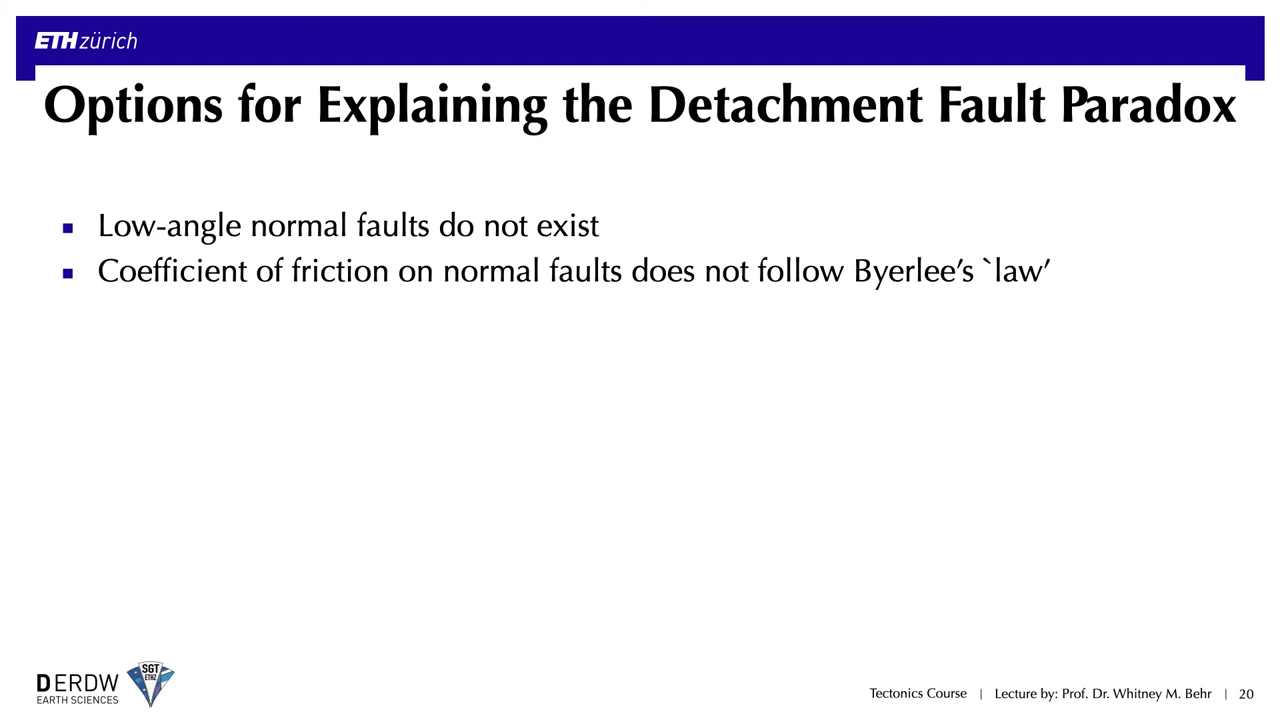 ETH zürich
Options for Explaining the Detachment Fault Paradox
Low-angle normal faults do not exist
Coefficient of friction on normal faults does not follow Byerlee’s `law’
SGT
ETHZ
DERDW
EARTH SCIENCES
Tectonics Course | Lecture by: Prof. Dr. Whitney M. Behr | 20